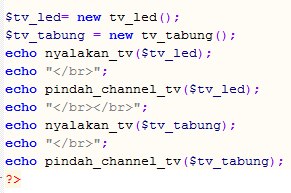 $tv_led= new tv_led();
$tv_tabung = new tv_tabung();
echo nyalakan_tv($tv_led);
echo "</br>";
echo pindah_channel_tv($tv_led);
echo "</br></br>";
echo nyalakan_tv($tv_tabung);
echo "</br>";
echo pindah_channel_tv($tv_tabung);
?>